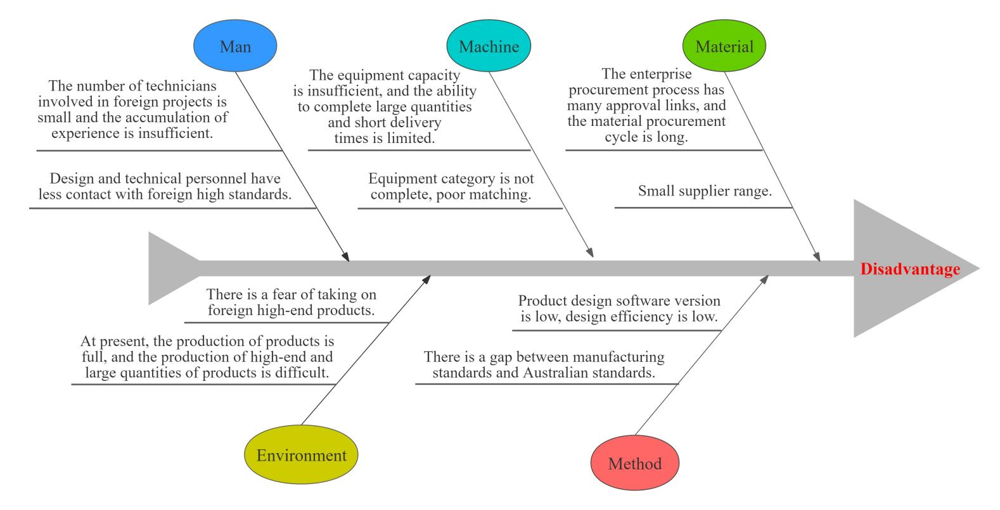 Man
Machine
Material
The number of technicians
involved in foreign projects is
small and the accumulation of
experience is insufficient.
Design and technical personnel have
less contact with foreign high standards.
The equipment capacity
is insufficient, and the ability
to complete large quantities
and short delivery
times is limited.
Equipment category is not
complete, poor matching.
The enterprise
procurement process has
many approval links, and
the material procurement
cycle is long.
Small supplier range.
Disadvantage
There is a fear of taking on
foreign high-end products.
At present, the production of products is
full, and the production of high-end and
large quantities of products is difficult.
Product design software version
is low, design efficiency is low.
There is a gap between manufacturing
standards and Australian standards.
Environment
Method